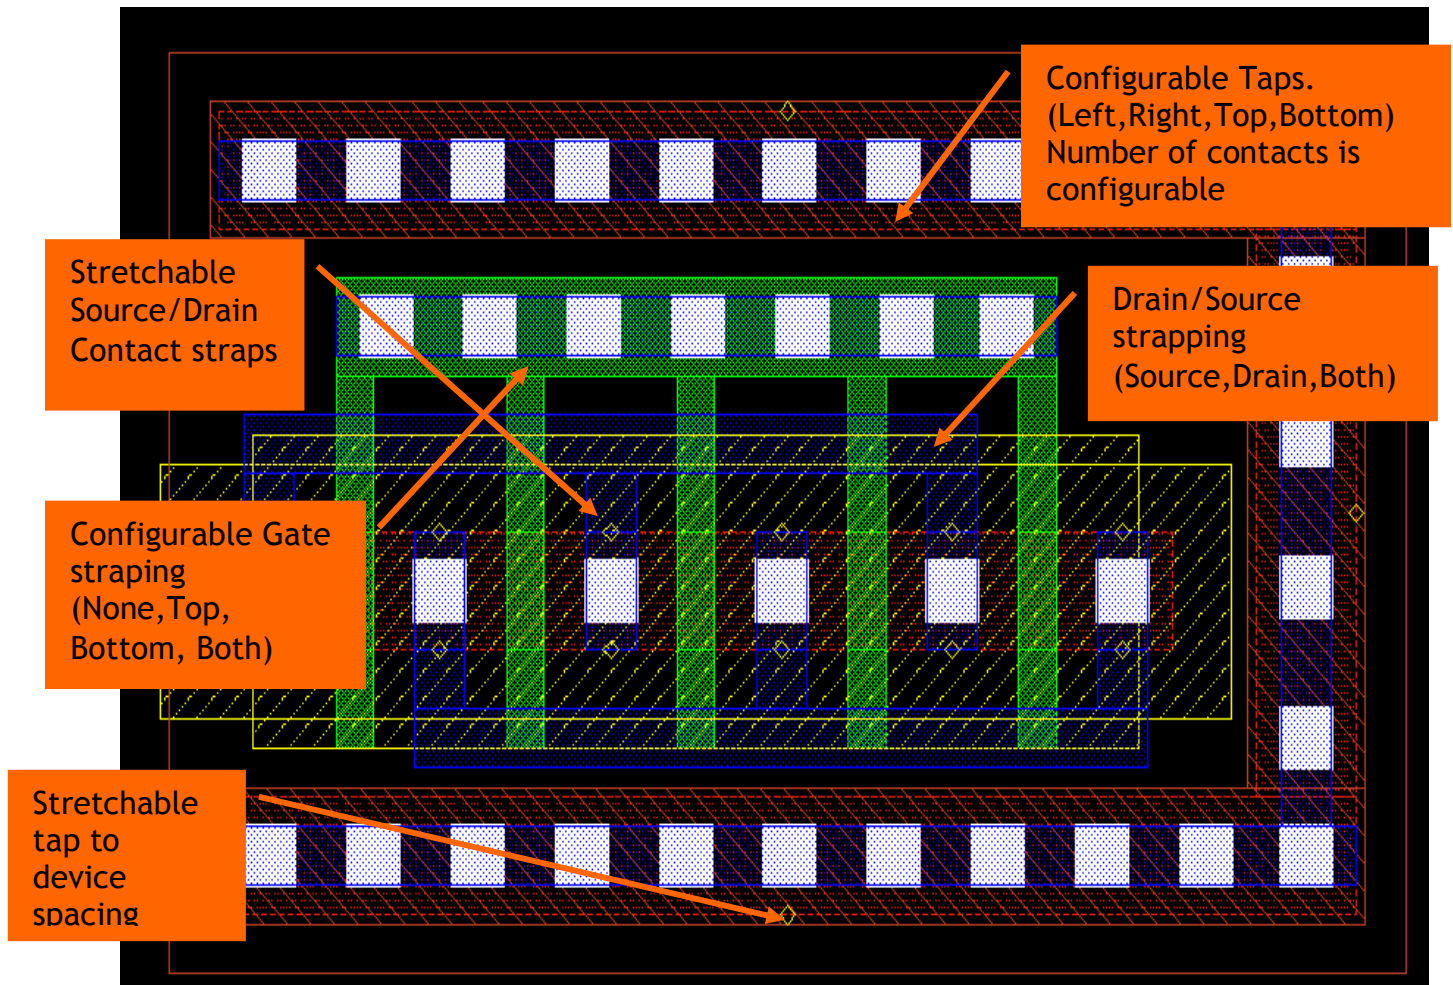 Configurable Taps.
(Left,Right,Top,Bottom)
Number of contacts is
configurable
Stretchable
Source/Drain
Contact straps
Drain/Source
strapping
(Source,Drain,Both)
Configurable Gate
straping
(None,Top,
Bottom, Both)
Stretchable
tap to
device
spacing